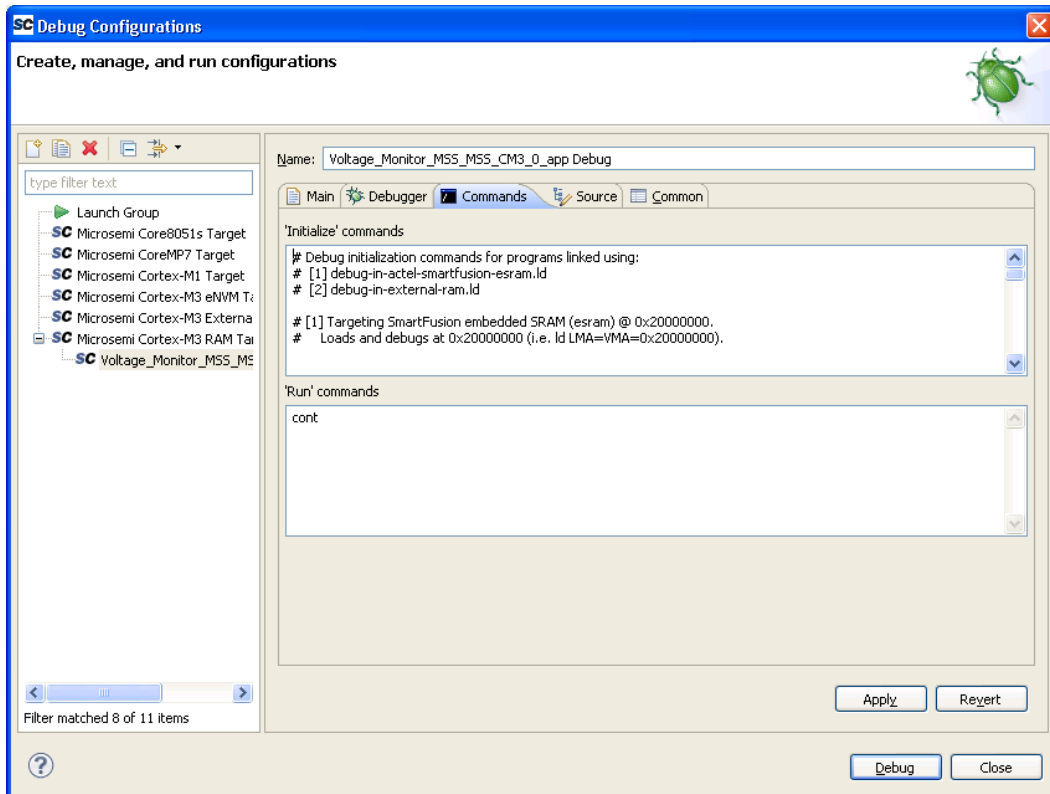 SC Debug Configurations
Create, manage, and run configurations
type filter text
Launch Group
SC Microsemi Core8051s Target
SC Microsemi CoreMP7 Target
SC Microsemi Cortex-M1 Target
SC Microsemi Cortex-M3 eNVM Ta
SC Microsemi Cortex-M3 Externa
SC Microsemi Cortex-M3 RAM Tar
SC Voltage_Monitor_MSS_MS
Filter matched 8 of 11 items
Name: Voltage_Monitor_MSS_MSS_CM3_0_app Debug
Main Debugger Commands Source Common
'Initialize' commands
# Debug initialization commands for programs linked using:
# [1] debug-in-actel-smartfusion-esram.ld
# [2] debug-in-external-ram.ld
# [1] Targeting SmartFusion embedded SRAM (esram) @ 0x20000000.
# Loads and debugs at 0x20000000 (i.e. ld LMA=VMA=0x20000000).
'Run' commands
cont
Apply Revert
? Debug Close